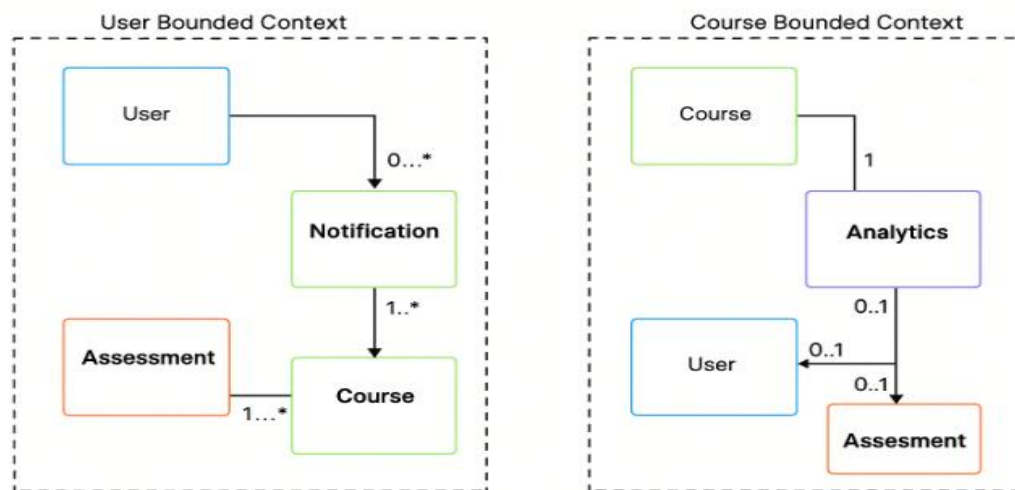 User Bounded Context
User
0...*
Notification
1..*
Assessment
Course
1...*
Course Bounded Context
Course
1
Analytics
0..1
User
0..1
0..1
Assesment